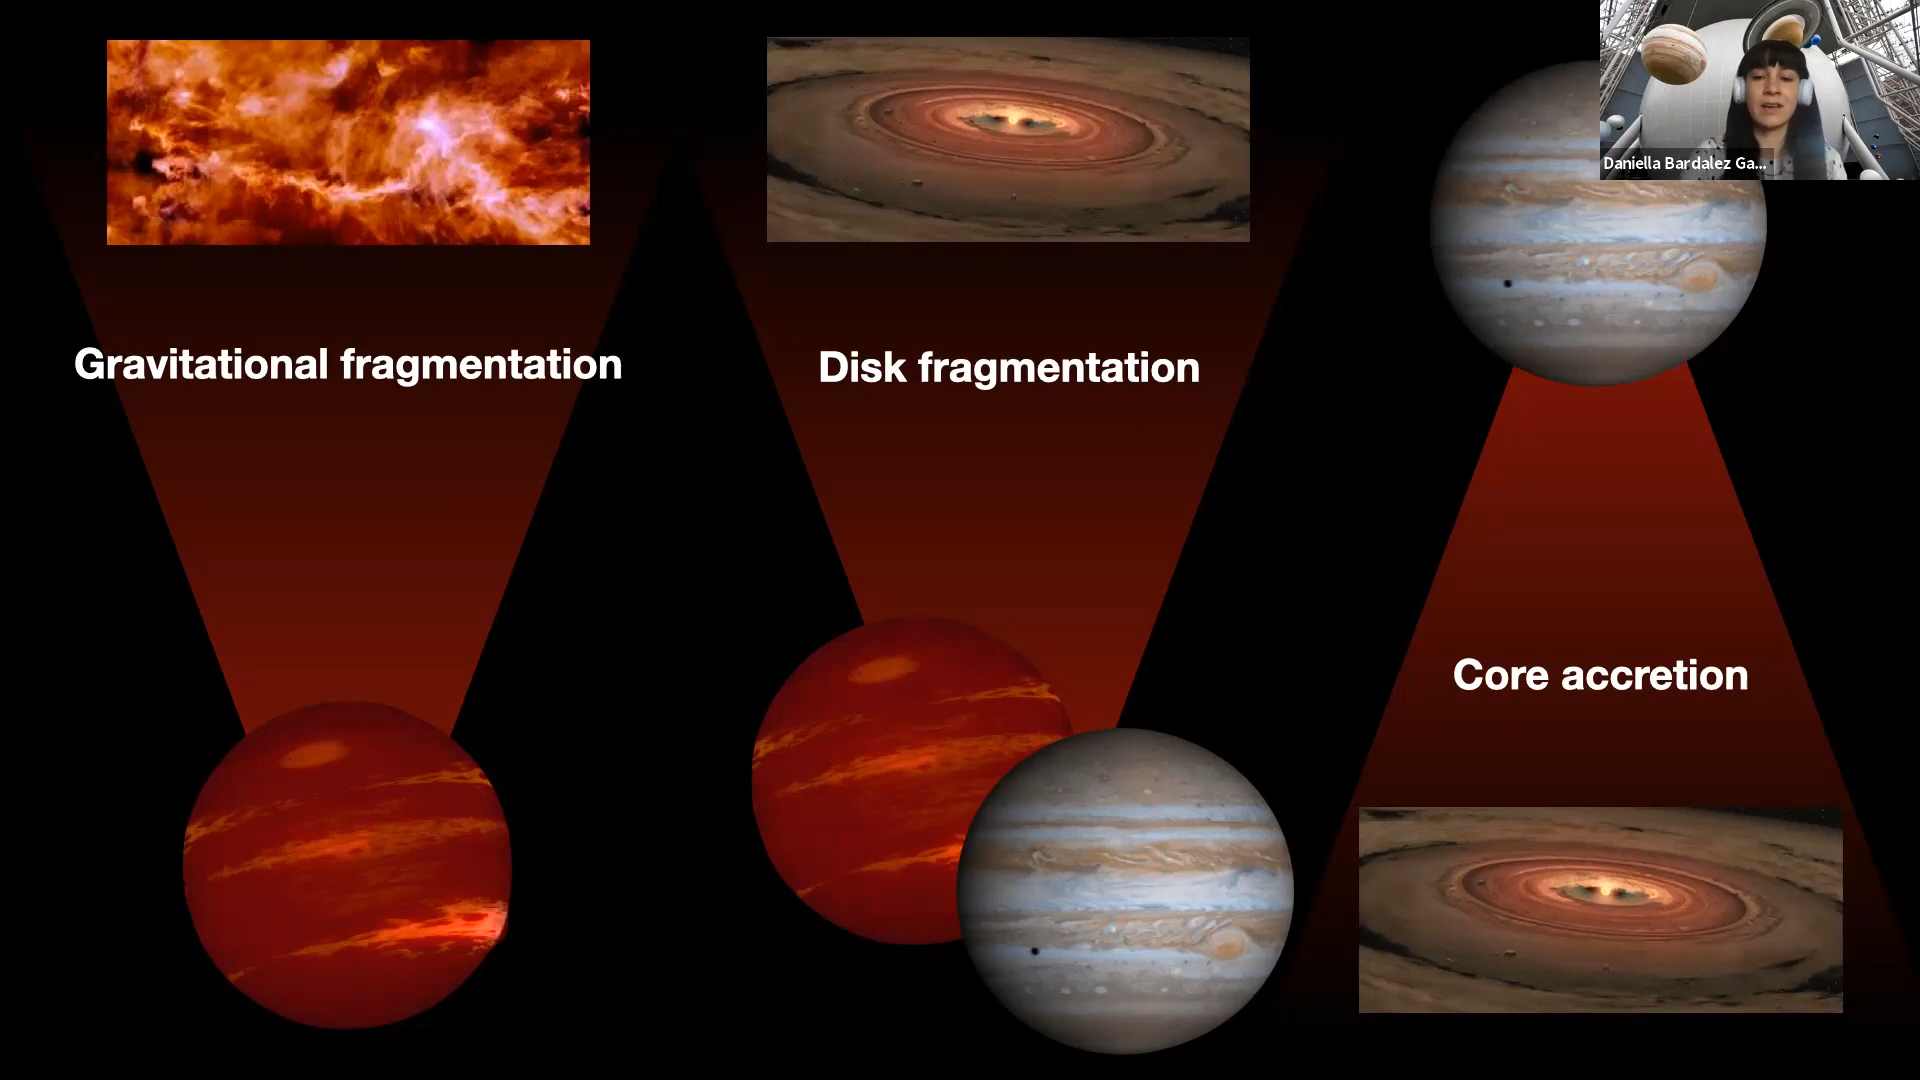 Gravitational fragmentation
Disk fragmentation
Core accretion
Daniella Bardalez Ga...